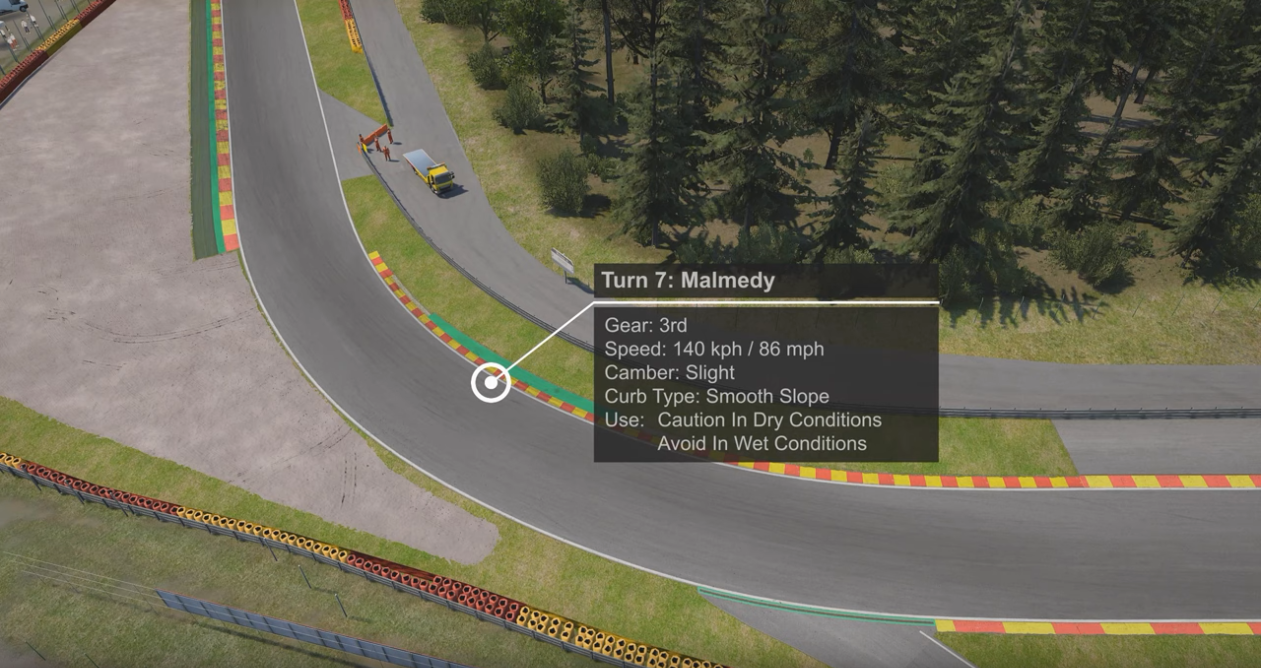 Turn 7: Malmedy
Gear: 3rd
Speed: 140 kph / 86 mph
Camber: Slight
Curb Type: Smooth Slope
Use: Caution In Dry Conditions
Avoid In Wet Conditions